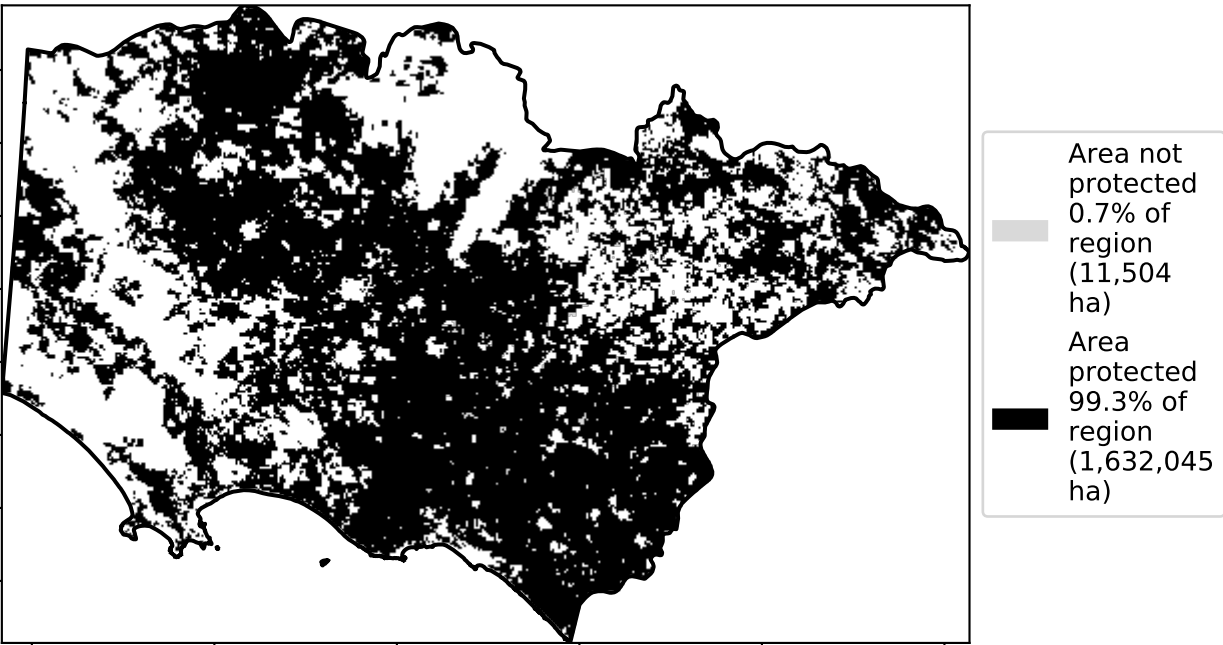 Area not
protected
0.7% of
region
(11,504
ha)
Area
protected
99.3% of
region
(1,632,045
ha)